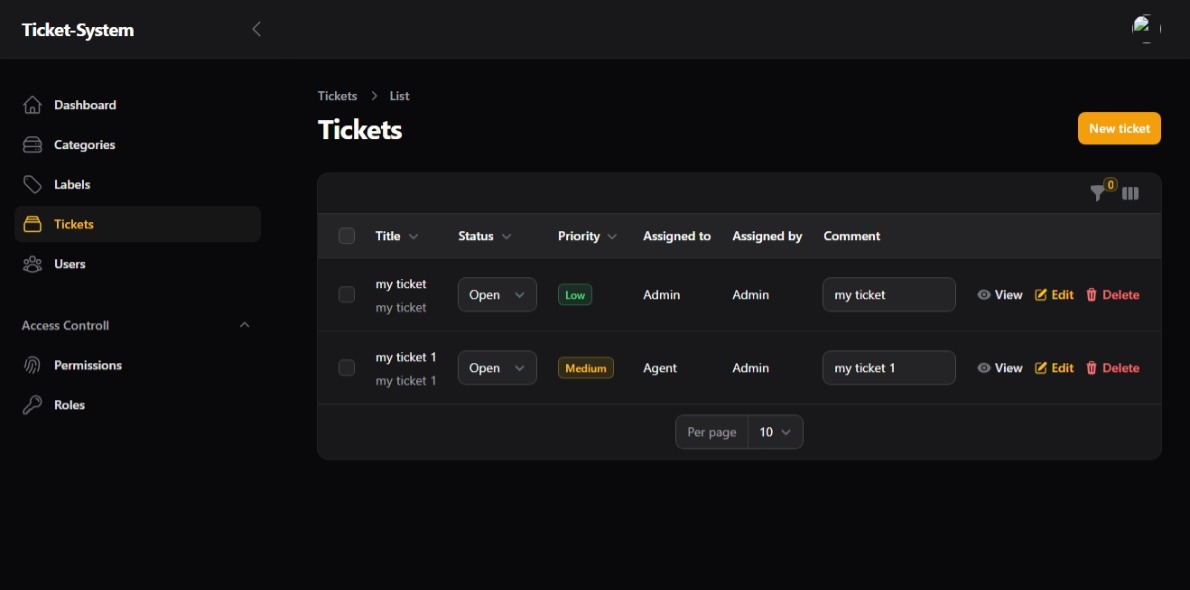 Ticket-System
Dashboard
Categories
Labels
Tickets
Users
Access Controll
Permissions
Roles
Tickets > List
Tickets
New ticket
0
Title Status Priority Assigned to Assigned by Comment
my ticket
my ticket
Open Low Admin Admin my ticket View Edit Delete
my ticket 1
my ticket 1
Open Medium Agent Admin my ticket 1 View Edit Delete
Per page 10